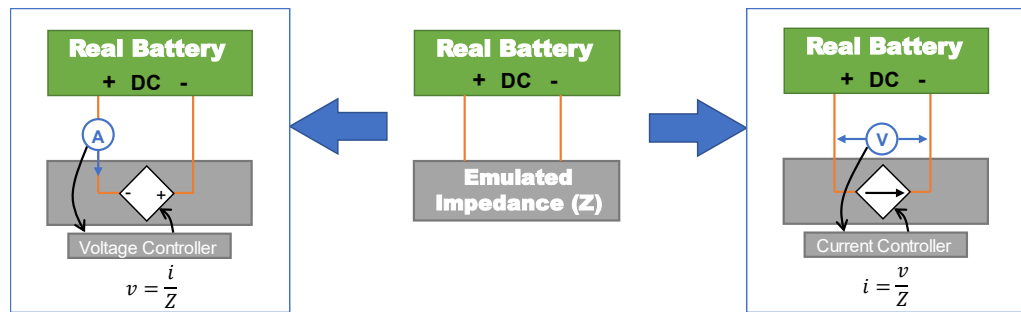 Real Battery
+ DC -
A
- +
Voltage Controller
v = i/Z
Real Battery
+ DC -
Emulated
Impedance (Z)
Real Battery
+ DC -
V
Current Controller
i = v/Z